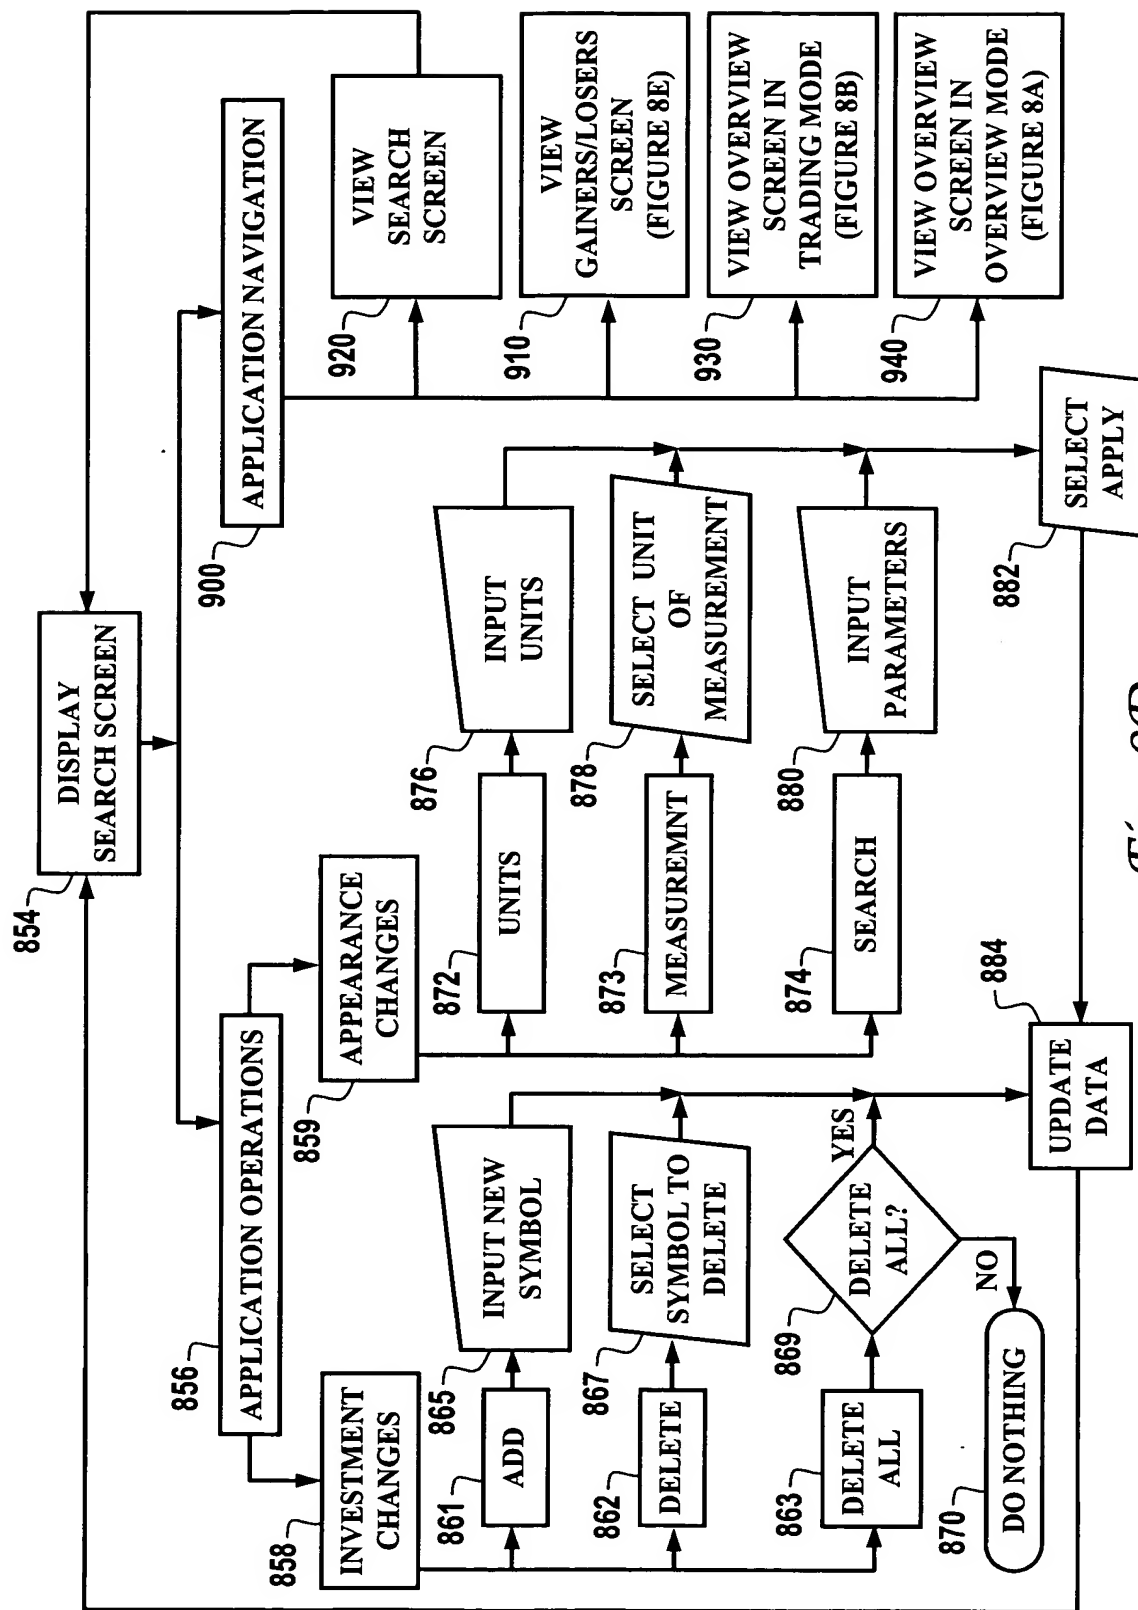 DISPLAY
SEARCH SCREEN
854
APPLICATION OPERATIONS
856
APPLICATION NAVIGATION
900
INVESTMENT
CHANGES
858
APPEARANCE
CHANGES
859
ADD
861
INPUT NEW
SYMBOL
865
DELETE
862
SELECT
SYMBOL TO
DELETE
867
DELETE
ALL
863
DELETE
ALL?
869
YES
NO
DO NOTHING
870
UNITS
872
INPUT
UNITS
876
MEASUREMNT
873
SELECT UNIT
OF
MEASUREMENT
878
SEARCH
874
INPUT
PARAMETERS
880
SELECT
APPLY
882
UPDATE
DATA
884
VIEW
SEARCH
SCREEN
920
VIEW
GAINERS/LOSERS
SCREEN
(FIGURE 8E)
910
VIEW OVERVIEW
SCREEN IN
TRADING MODE
(FIGURE 8B)
930
VIEW OVERVIEW
SCREEN IN
OVERVIEW MODE
(FIGURE 8A)
940